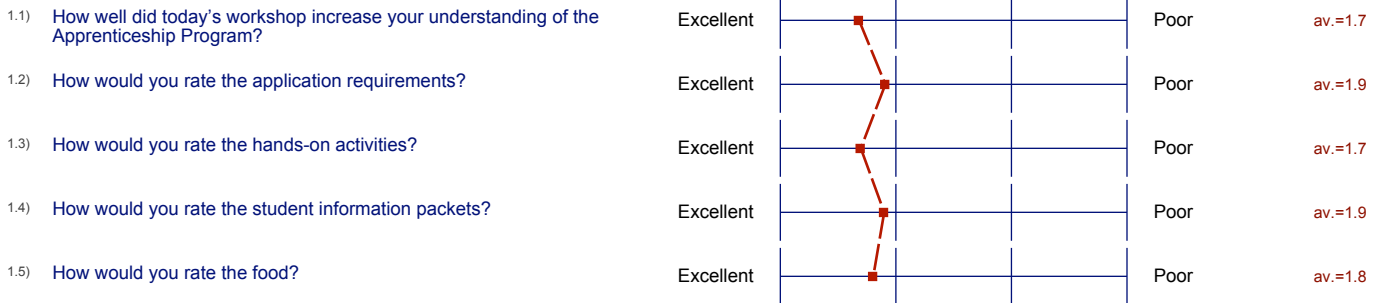 1.1) How well did today's workshop increase your understanding of the Excellent Poor av.=1.7
Apprenticeship Program?
1.2) How would you rate the application requirements? Excellent Poor av.=1.9
1.3) How would you rate the hands-on activities? Excellent Poor av.=1.7
1.4) How would you rate the student information packets? Excellent Poor av.=1.9
1.5) How would you rate the food? Excellent Poor av.=1.8